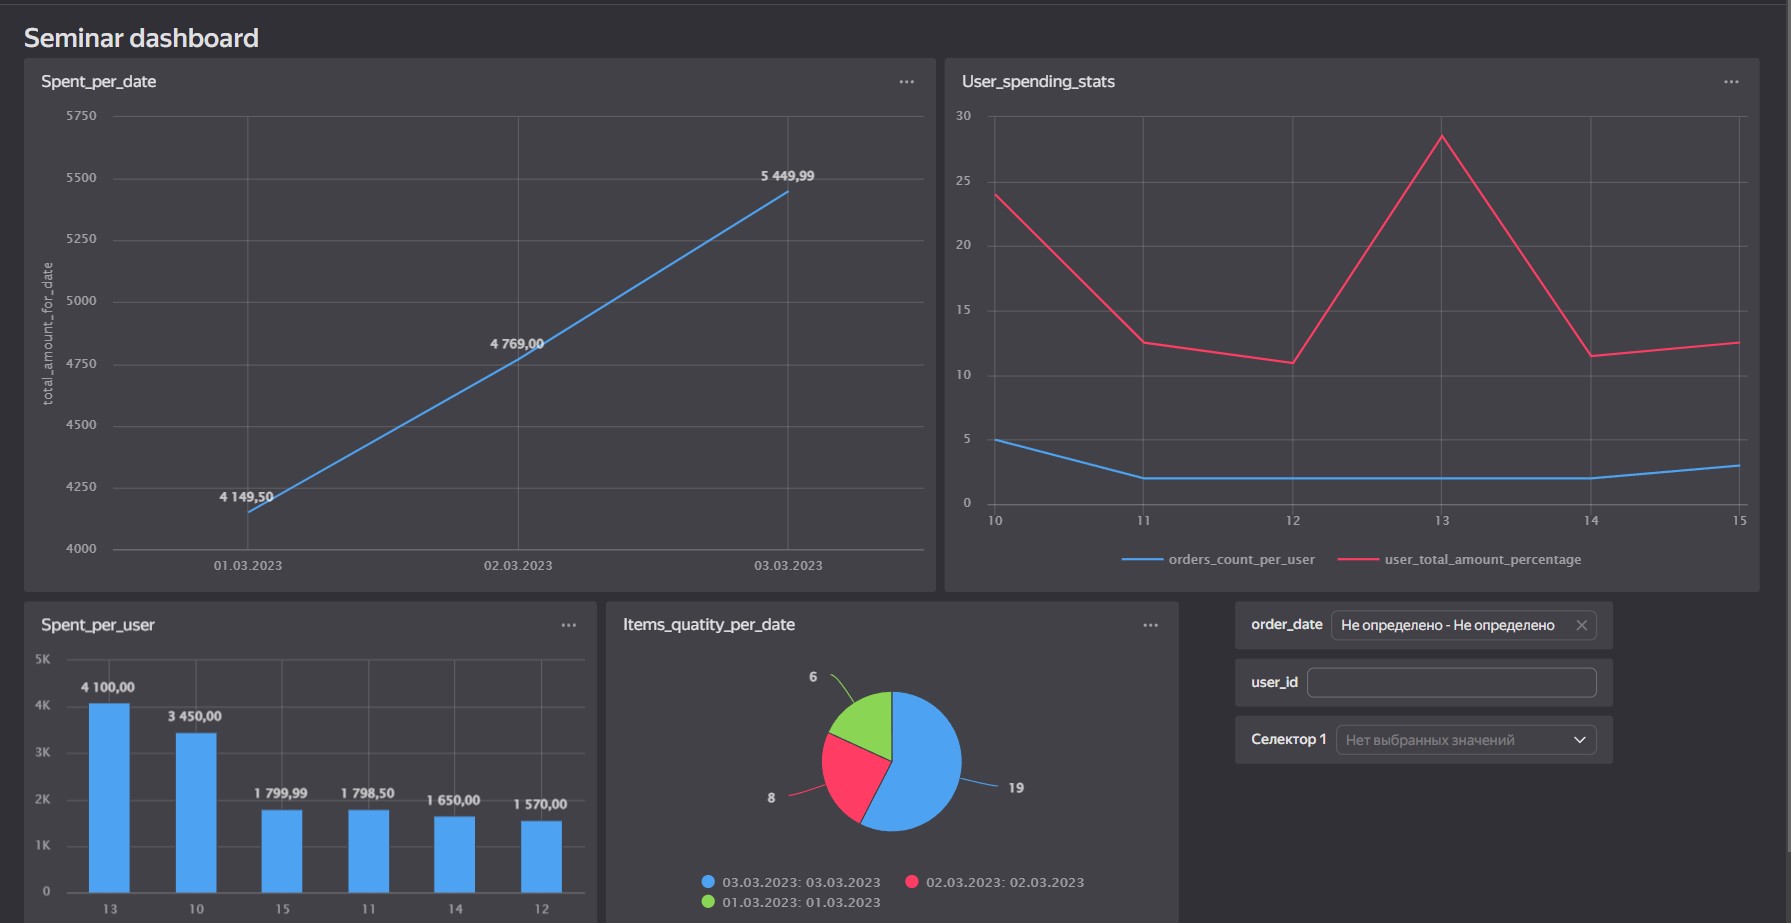 Seminar dashboard
Spent_per_date
5750
5500
5250
5000
4750
4500
4250
4000
total_amount_for_date
4 149,50
4 769,00
5 449,99
01.03.2023
02.03.2023
03.03.2023
User_spending_stats
30
25
20
15
10
5
0
10
11
12
13
14
15
orders_count_per_user
user_total_amount_percentage
Spent_per_user
5K
4K
3K
2K
1K
0
4 100,00
3 450,00
1 799,99
1 798,50
1 650,00
1 570,00
13
10
15
11
14
12
Items_quatity_per_date
6
8
19
03.03.2023: 03.03.2023
02.03.2023: 02.03.2023
01.03.2023: 01.03.2023
order_date
Не определено - Не определено
user_id
Селектор 1
Нет выбранных значений